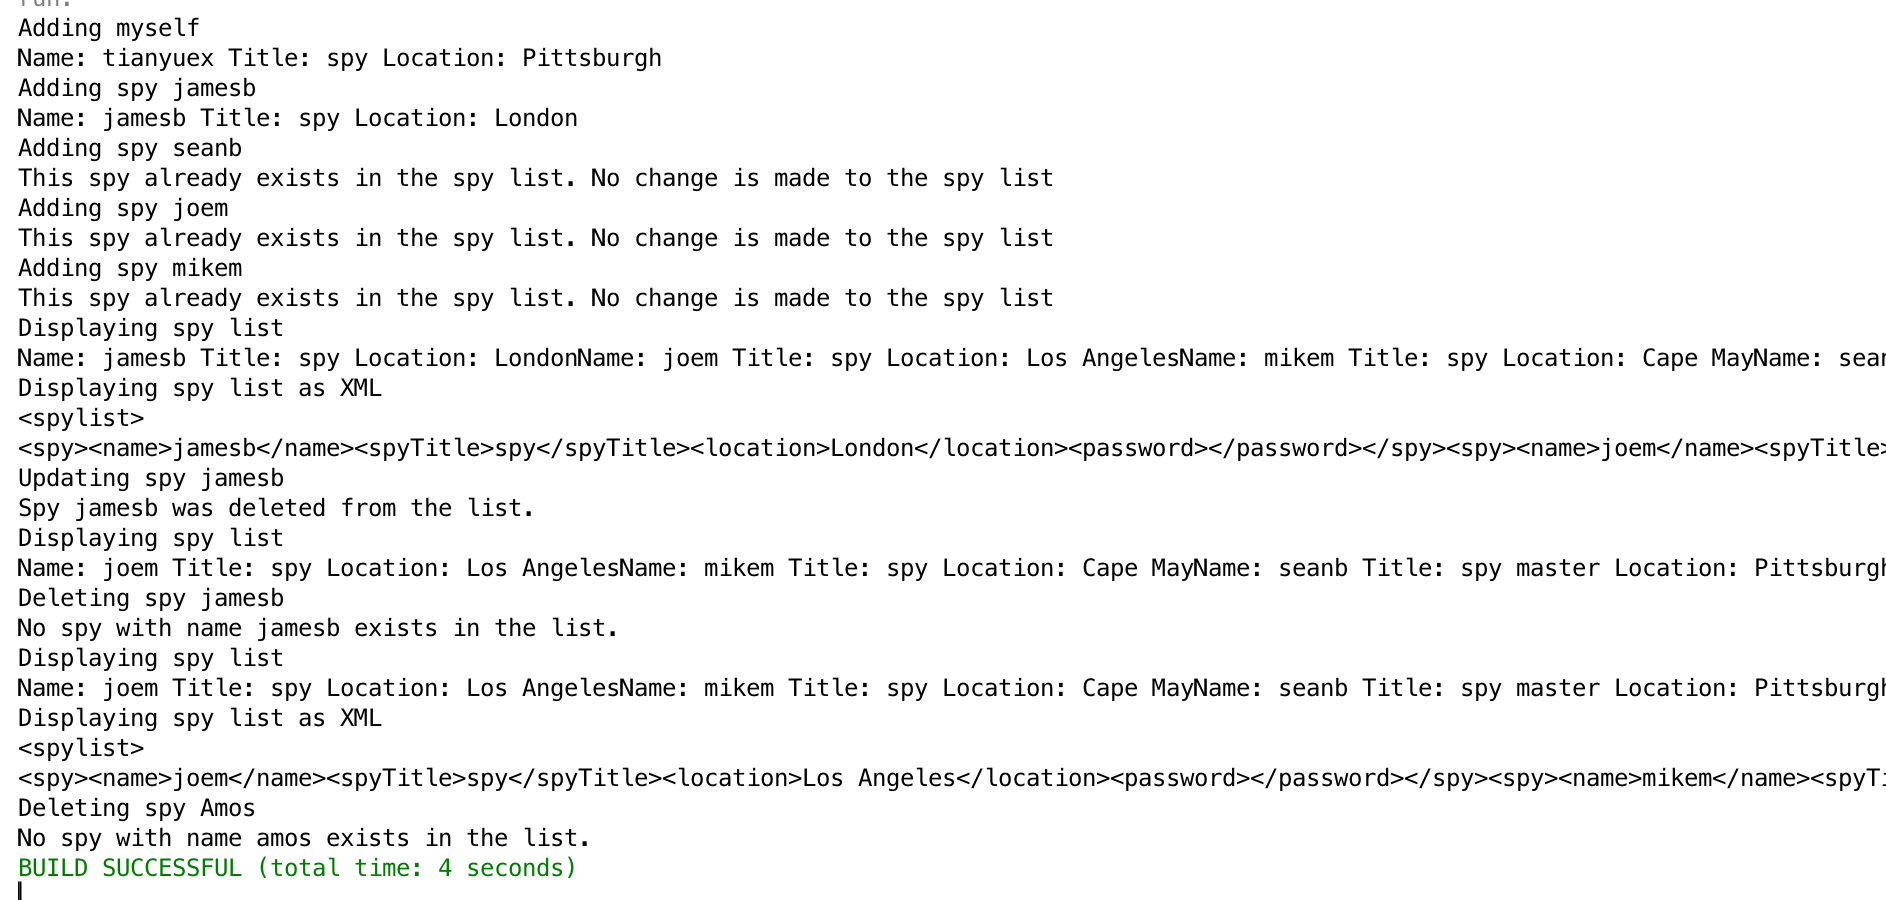 run:
Adding myself
Name: tianyuex Title: spy Location: Pittsburgh
Adding spy jamesb
Name: jamesb Title: spy Location: London
Adding spy seanb
This spy already exists in the spy list. No change is made to the spy list
Adding spy joem
This spy already exists in the spy list. No change is made to the spy list
Adding spy mikem
This spy already exists in the spy list. No change is made to the spy list
Displaying spy list
Name: jamesb Title: spy Location: LondonName: joem Title: spy Location: Los AngelesName: mikem Title: spy Location: Cape MayName:
Displaying spy list as XML
<spylist>
<spy><name>jamesb</name><spyTitle>spy</spyTitle><location>London</location><password></password></spy><spy><name>joem</name><spyTitle>
Updating spy jamesb
Spy jamesb was deleted from the list.
Displaying spy list
Name: joem Title: spy Location: Los AngelesName: mikem Title: spy Location: Cape MayName: seanb Title: spy master Location: Pittsburgh
Deleting spy jamesb
No spy with name jamesb exists in the list.
Displaying spy list
Name: joem Title: spy Location: Los AngelesName: mikem Title: spy Location: Cape MayName: seanb Title: spy master Location: Pittsburgh
Displaying spy list as XML
<spylist>
<spy><name>joem</name><spyTitle>spy</spyTitle><location>Los Angeles</location><password></password></spy><spy><name>mikem</name><spyTi
Deleting spy Amos
No spy with name amos exists in the list.
BUILD SUCCESSFUL (total time: 4 seconds)